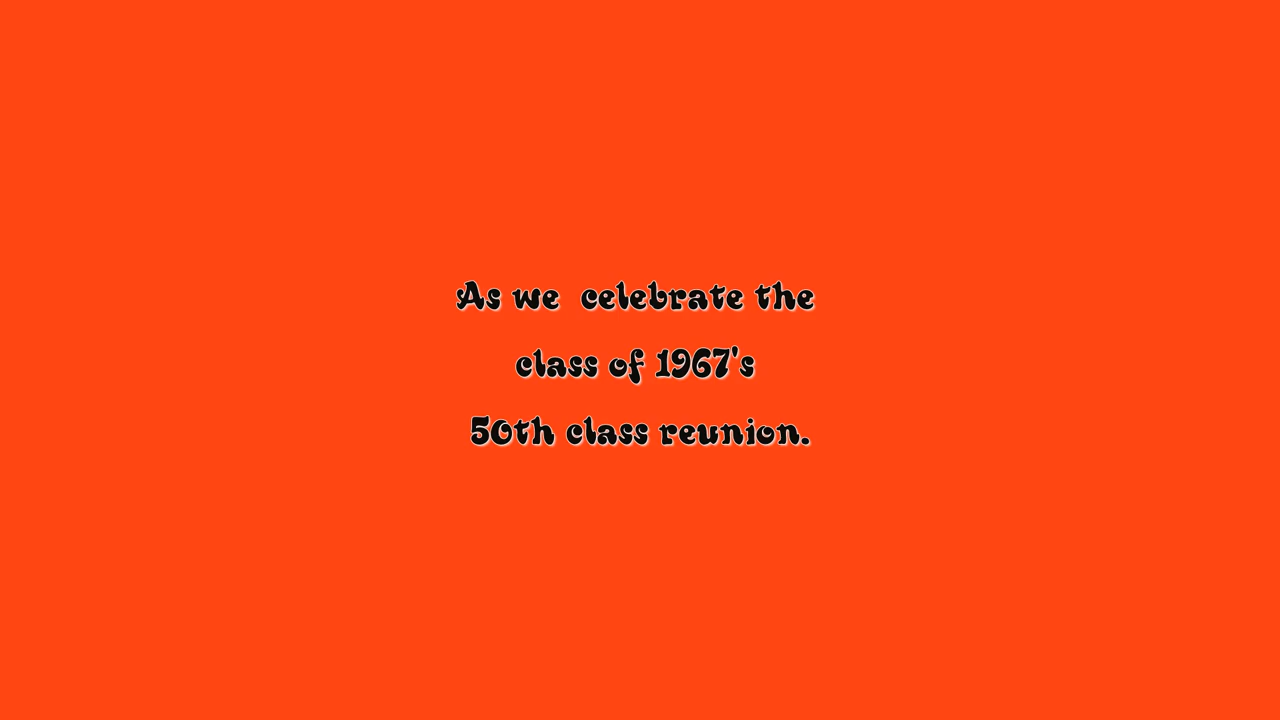 As we  celebrate the
class of 1967's
50th class reunion.